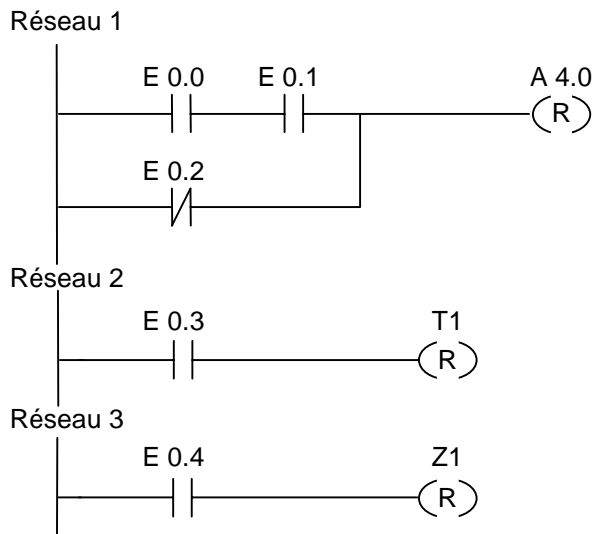 Réseau 1
E 0.0 E 0.1 A 4.0
R
E 0.2
Réseau 2
E 0.3 T1
R
Réseau 3
E 0.4 Z1
R